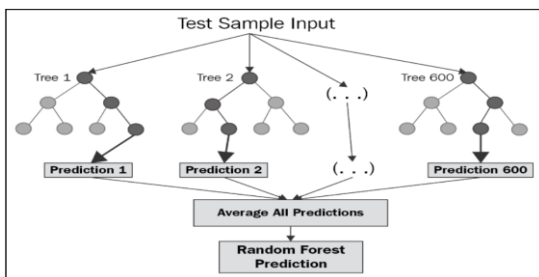 Test Sample Input
Tree 1
Tree 2
(. . .)
Tree 600
Prediction 1
Prediction 2
(. . .)
Prediction 600
Average All Predictions
Random Forest
Prediction